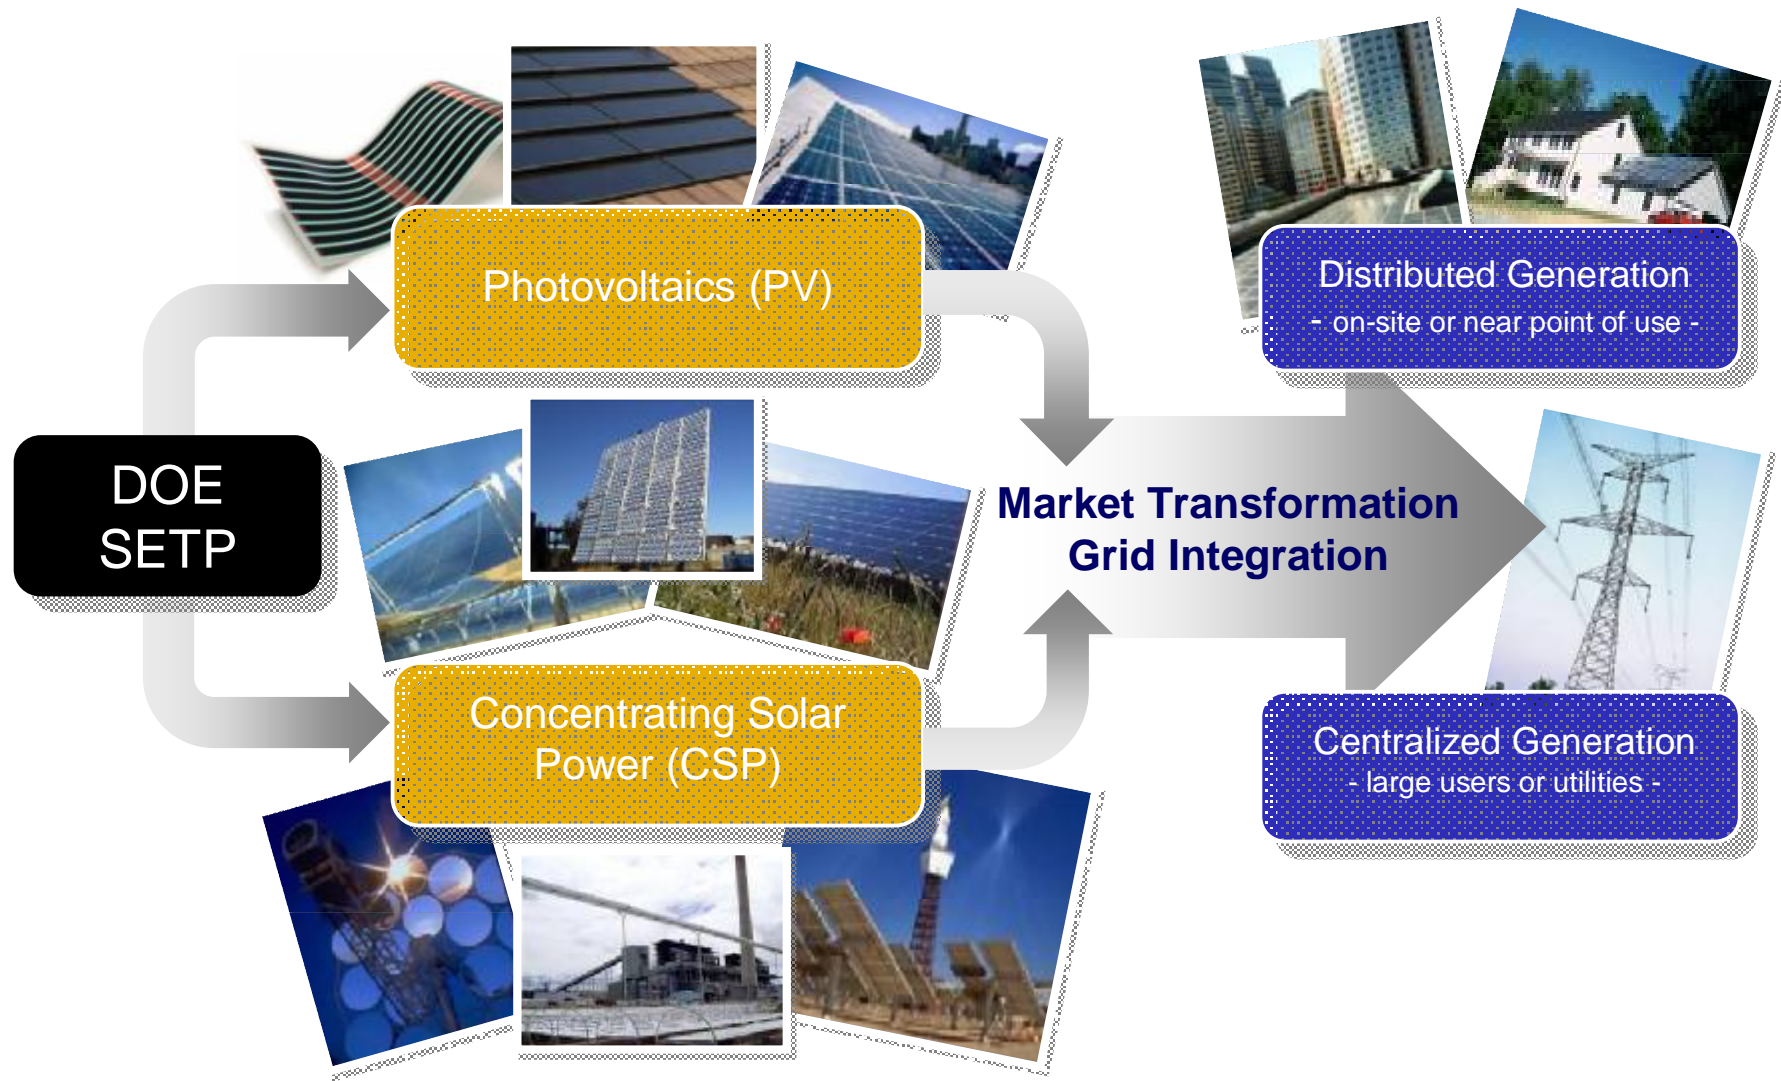 Photovoltaics (PV)
Distributed Generation
- on-site or near point of use -
DOE
SETP
Market Transformation
Grid Integration
Concentrating Solar
Power (CSP)
Centralized Generation
- large users or utilities -